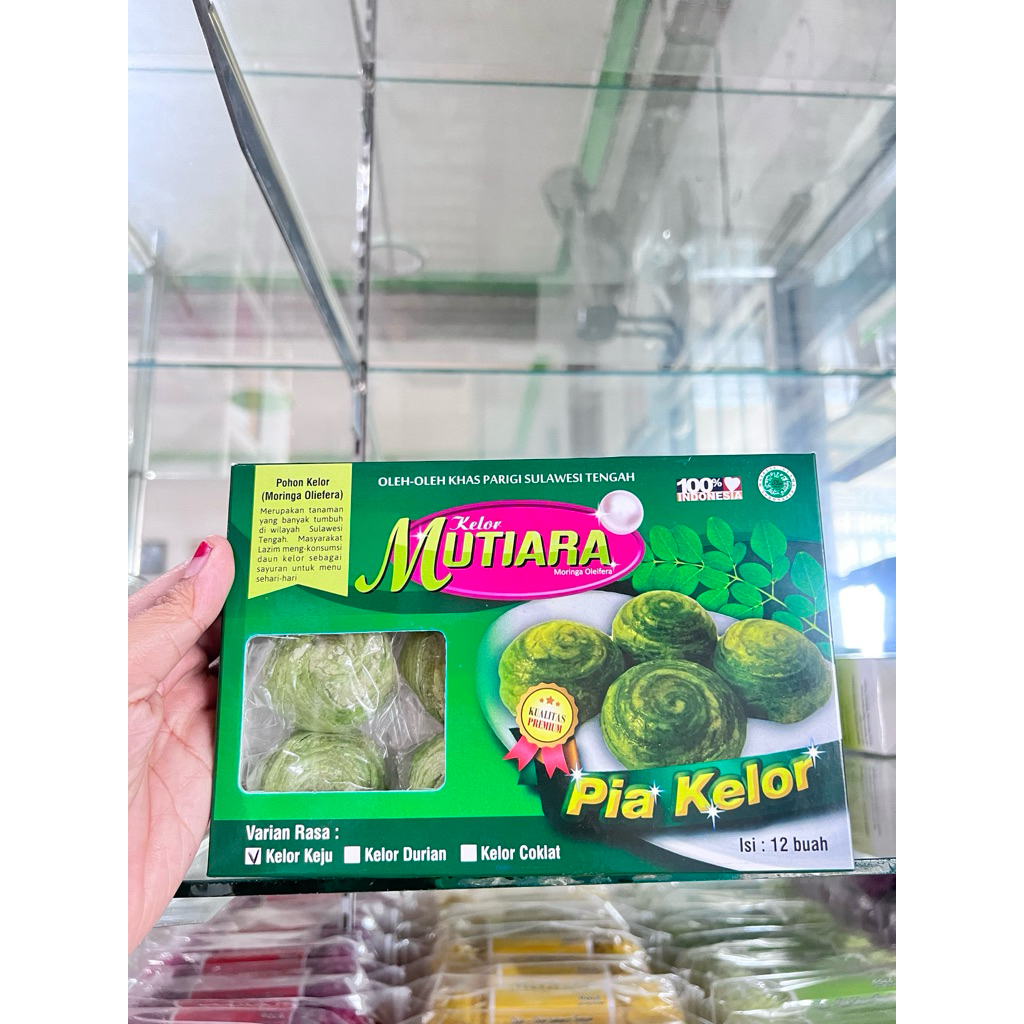 OLEH-OLEH KHAS PARIGI SULAWESI TENGAH
100%
INDONESIA
Pohon Kelor
(Moringa Oliefera)
Merupakan tanaman
yang banyak tumbuh
di wilayah Sulawesi
Tengah. Masyarakat
Lazim meng-konsumsi
daun kelor sebagai
sayuran untuk menu
sehari-hari
Kelor
MUTIARA
Moringa Oleifera
KUALITAS
PREMIUM
Pia Kelor
Isi : 12 buah
Varian Rasa :
Kelor Keju
Kelor Durian
Kelor Coklat